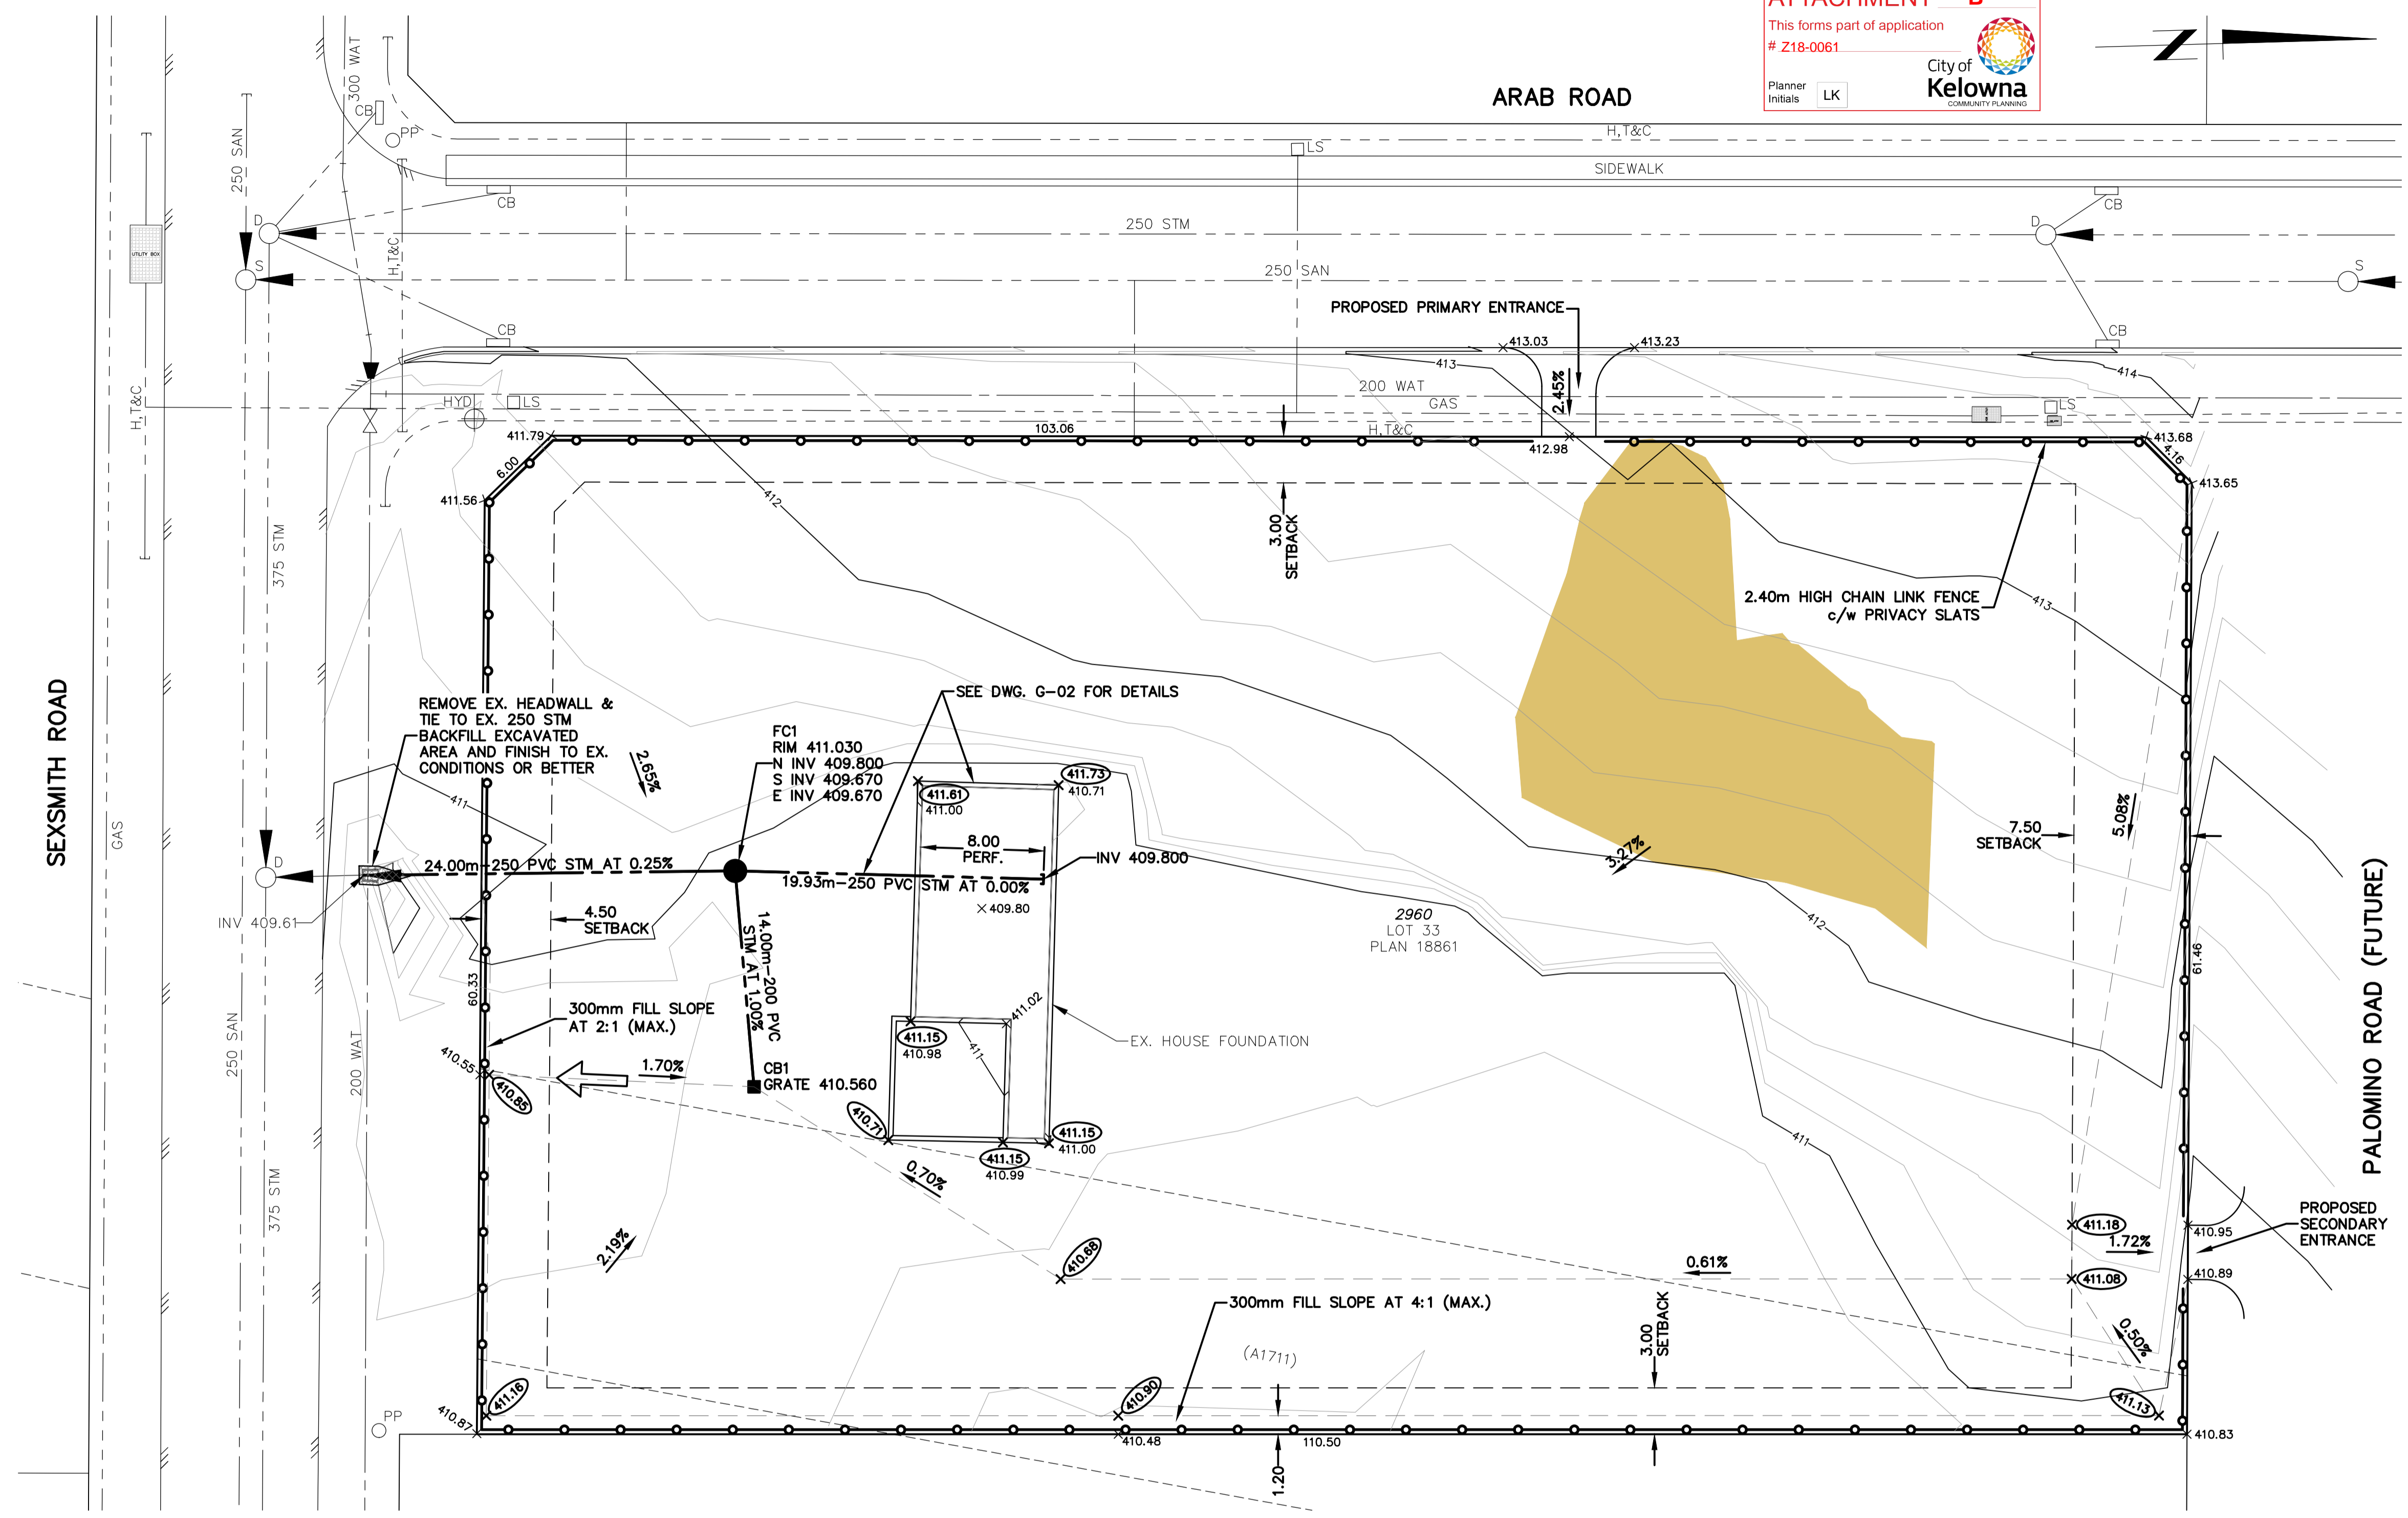 ATTACHMENT B
This forms part of application
# Z18-0061
City of
Kelowna
COMMUNITY PLANNING
Planner
Initials
LK
ARAB ROAD
H,T&C
LS
SIDEWALK
CB
CB
250 STM
250 SAN
D
CB
S
CB
300 WAT
CB
PP
250 SAN
D
S
H,T&C
CB
UTILITY BOX
H,T&C
PROPOSED PRIMARY ENTRANCE
413.03
413.23
413
2.45%
414
200 WAT
GAS
H,T&C
LS
HYD
LS
411.79
103.06
412.98
413.68
4.16
413.65
6.00
411.56
412
3.00
SETBACK
375 STM
2.40m HIGH CHAIN LINK FENCE
c/w PRIVACY SLATS
413
SEXSMITH ROAD
GAS
REMOVE EX. HEADWALL &
TIE TO EX. 250 STM
BACKFILL EXCAVATED
AREA AND FINISH TO EX.
CONDITIONS OR BETTER
2.65%
FC1
RIM 411.030
N INV 409.800
S INV 409.670
E INV 409.670
SEE DWG. G-02 FOR DETAILS
411
411.61
411.00
411.73
410.71
8.00
PERF.
INV 409.800
24.00m-250 PVC STM AT 0.25%
19.93m-250 PVC STM AT 0.00%
409.80
D
INV 409.61
4.50
SETBACK
14.00m-200 PVC
STM AT 1.00%
3.27%
7.50
SETBACK
5.08%
2960
LOT 33
PLAN 18861
412
61.46
PALOMINO ROAD (FUTURE)
60.33
300mm FILL SLOPE
AT 2:1 (MAX.)
411.02
411.15
410.98
411
EX. HOUSE FOUNDATION
250 SAN
200 WAT
410.55
410.85
1.70%
CB1
GRATE 410.560
410.71
411.15
411.00
411.15
410.99
411
0.70%
375 STM
2.19%
410.68
0.61%
411.18
410.95
1.72%
411.08
410.89
PROPOSED
SECONDARY
ENTRANCE
300mm FILL SLOPE AT 4:1 (MAX.)
3.00
SETBACK
0.50%
(A1711)
411.16
410.87
PP
410.90
410.48
110.50
1.20
411.13
410.83